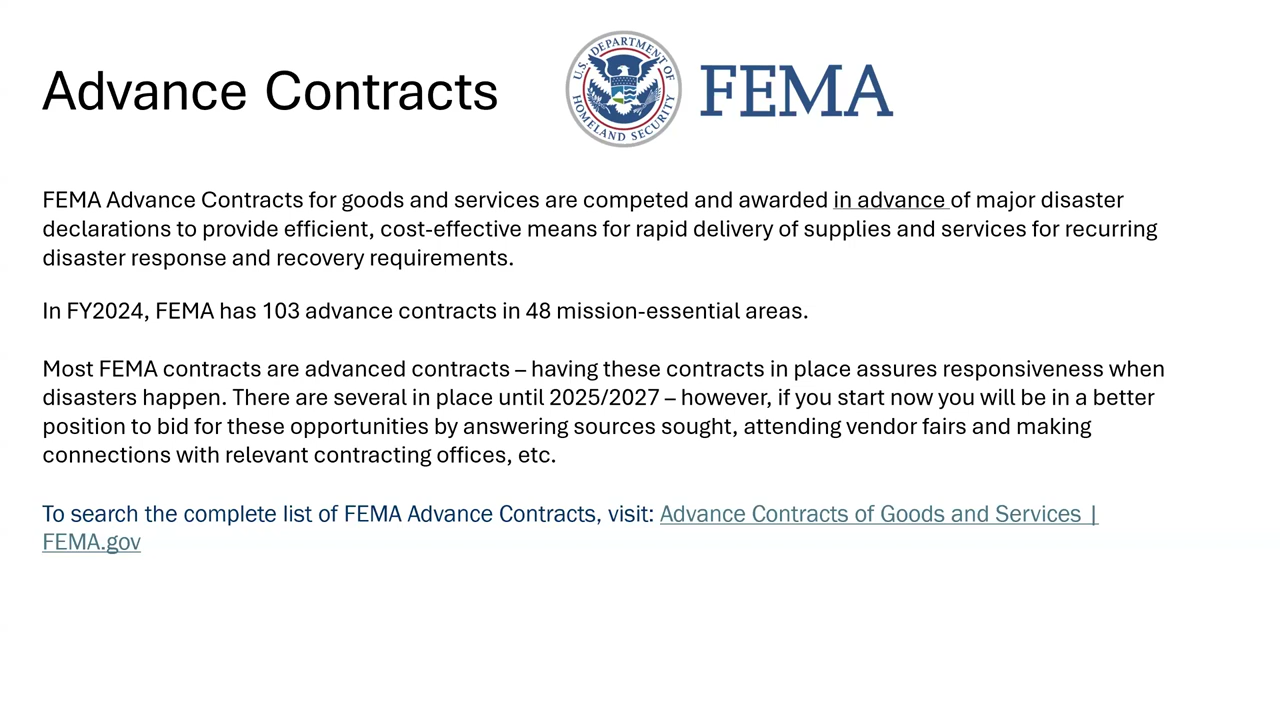 Advance Contracts
U.S. DEPARTMENT OF
HOMELAND SECURITY
FEMA
FEMA Advance Contracts for goods and services are competed and awarded in advance of major disaster
declarations to provide efficient, cost-effective means for rapid delivery of supplies and services for recurring
disaster response and recovery requirements.
In FY2024, FEMA has 103 advance contracts in 48 mission-essential areas.
Most FEMA contracts are advanced contracts – having these contracts in place assures responsiveness when
disasters happen. There are several in place until 2025/2027 – however, if you start now you will be in a better
position to bid for these opportunities by answering sources sought, attending vendor fairs and making
connections with relevant contracting offices, etc.
To search the complete list of FEMA Advance Contracts, visit: Advance Contracts of Goods and Services |
FEMA.gov